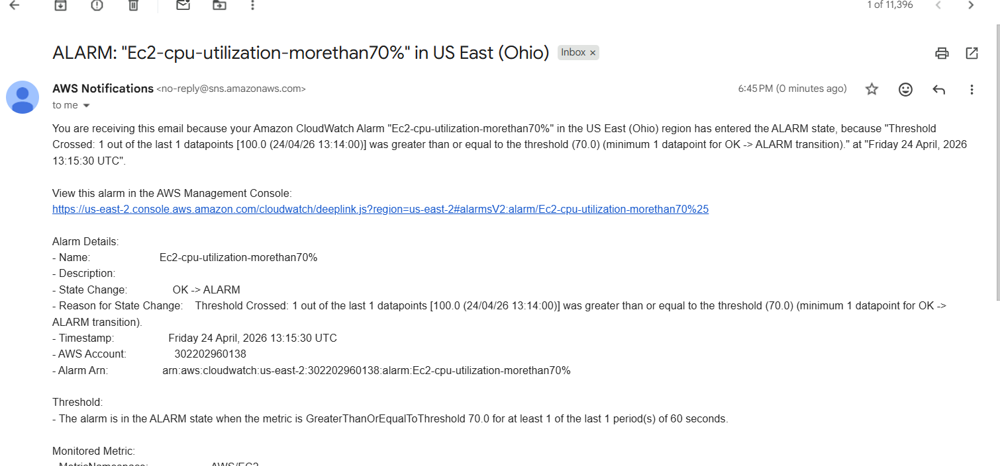 1 of 11,396
ALARM: "Ec2-cpu-utilization-morethan70%" in US East (Ohio) Inbox ×
AWS Notifications <no-reply@sns.amazonaws.com> 6:45 PM (0 minutes ago)
to me
You are receiving this email because your Amazon CloudWatch Alarm "Ec2-cpu-utilization-morethan70%" in the US East (Ohio) region has entered the ALARM state, because "Threshold
Crossed: 1 out of the last 1 datapoints [100.0 (24/04/26 13:14:00)] was greater than or equal to the threshold (70.0) (minimum 1 datapoint for OK -> ALARM transition)." at "Friday 24 April, 2026
13:15:30 UTC".
View this alarm in the AWS Management Console:
https://us-east-2.console.aws.amazon.com/cloudwatch/deeplink.js?region=us-east-2#alarmsV2:alarm/Ec2-cpu-utilization-morethan70%25
Alarm Details:
- Name: Ec2-cpu-utilization-morethan70%
- Description:
- State Change: OK -> ALARM
- Reason for State Change: Threshold Crossed: 1 out of the last 1 datapoints [100.0 (24/04/26 13:14:00)] was greater than or equal to the threshold (70.0) (minimum 1 datapoint for OK ->
ALARM transition).
- Timestamp: Friday 24 April, 2026 13:15:30 UTC
- AWS Account: 302202960138
- Alarm Arn: arn:aws:cloudwatch:us-east-2:302202960138:alarm:Ec2-cpu-utilization-morethan70%
Threshold:
- The alarm is in the ALARM state when the metric is GreaterThanOrEqualToThreshold 70.0 for at least 1 of the last 1 period(s) of 60 seconds.
Monitored Metric:
- MetricNamespace: AWS/EC2